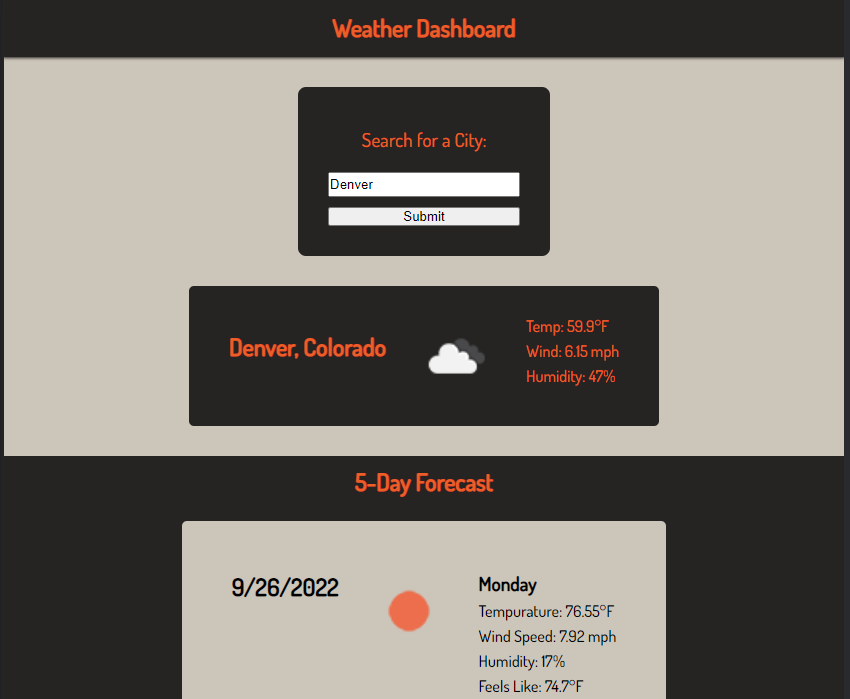 Weather Dashboard
Search for a City:
Denver
Submit
Denver, Colorado
Temp: 59.9°F
Wind: 6.15 mph
Humidity: 47%
5-Day Forecast
9/26/2022
Monday
Tempurature: 76.55°F
Wind Speed: 7.92 mph
Humidity: 17%
Feels Like: 74.7°F